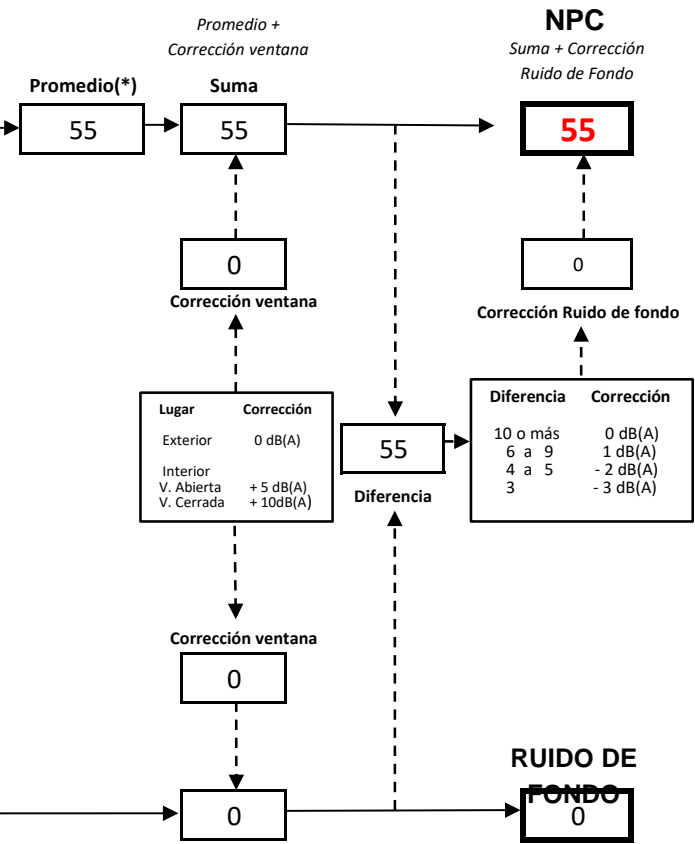 Promedio +
Corrección ventana
NPC
Suma + Corrección
Ruido de Fondo
Promedio(*)
Suma
55
55
55
0
0
Corrección ventana
Corrección Ruido de fondo
Lugar Corrección
Exterior 0 dB(A)
Interior
V. Abierta + 5 dB(A)
V. Cerrada + 10dB(A)
55
Diferencia
Diferencia Corrección
10 o más 0 dB(A)
6 a 9 1 dB(A)
4 a 5 - 2 dB(A)
3 - 3 dB(A)
Corrección ventana
0
RUIDO DE
FONDO
0
0